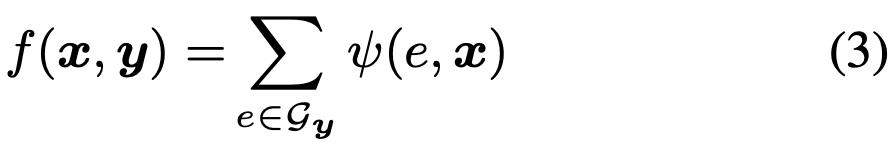 f(x, y) = ∑_{e∈𝒢_y} ψ(e, x) (3)